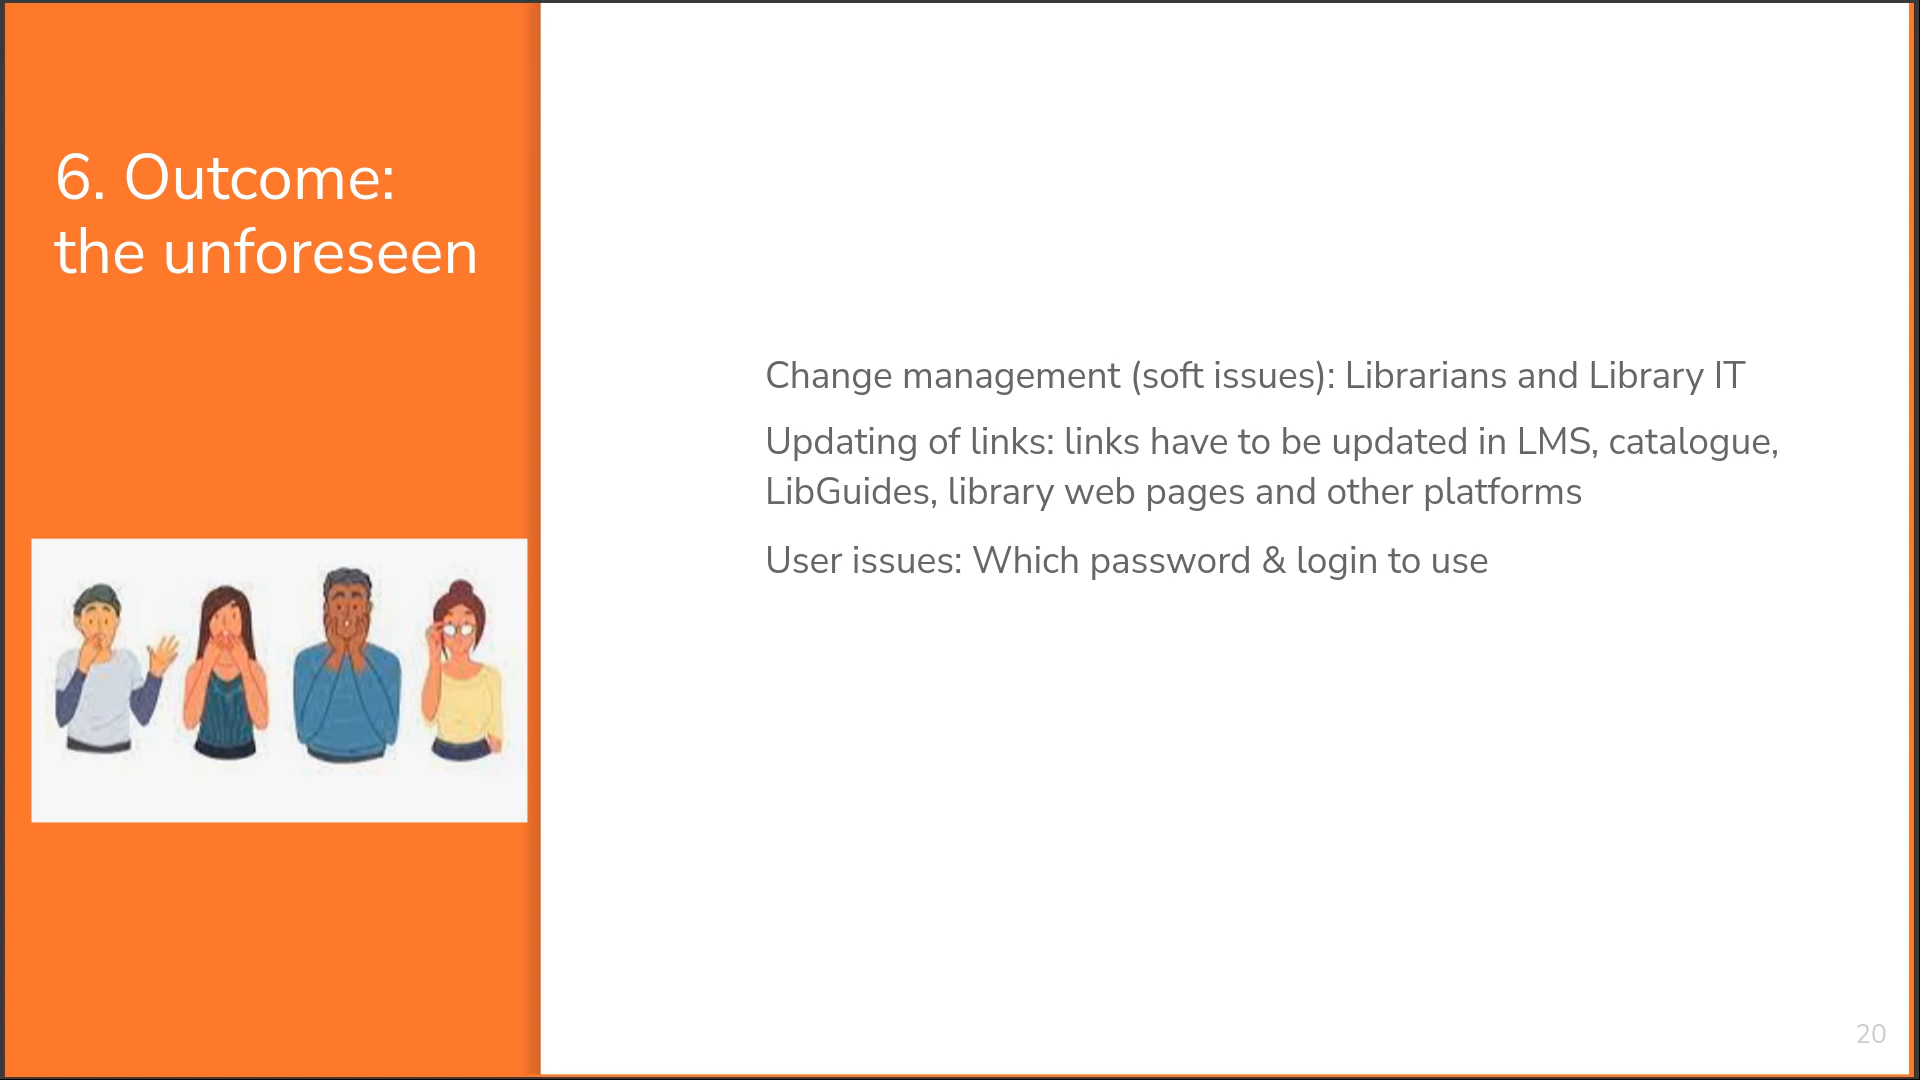 6. Outcome:
the unforeseen
Change management (soft issues): Librarians and Library IT
Updating of links: links have to be updated in LMS, catalogue,
LibGuides, library web pages and other platforms
User issues: Which password & login to use
20